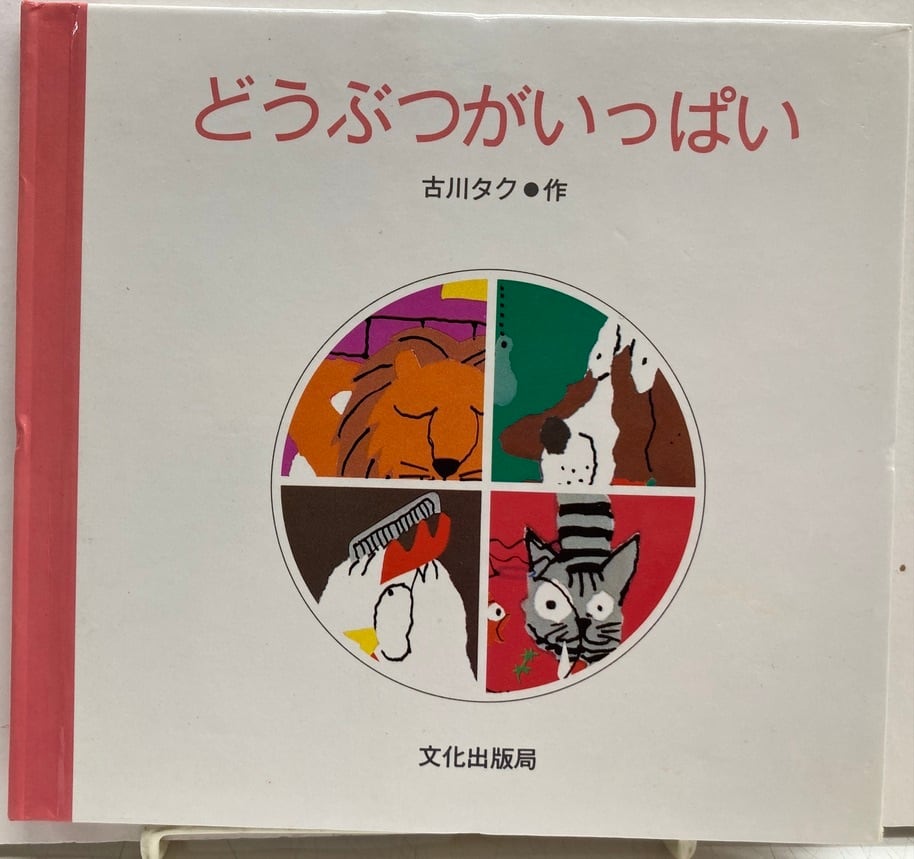 どうぶつがいっぱい
古川タク●作
文化出版局